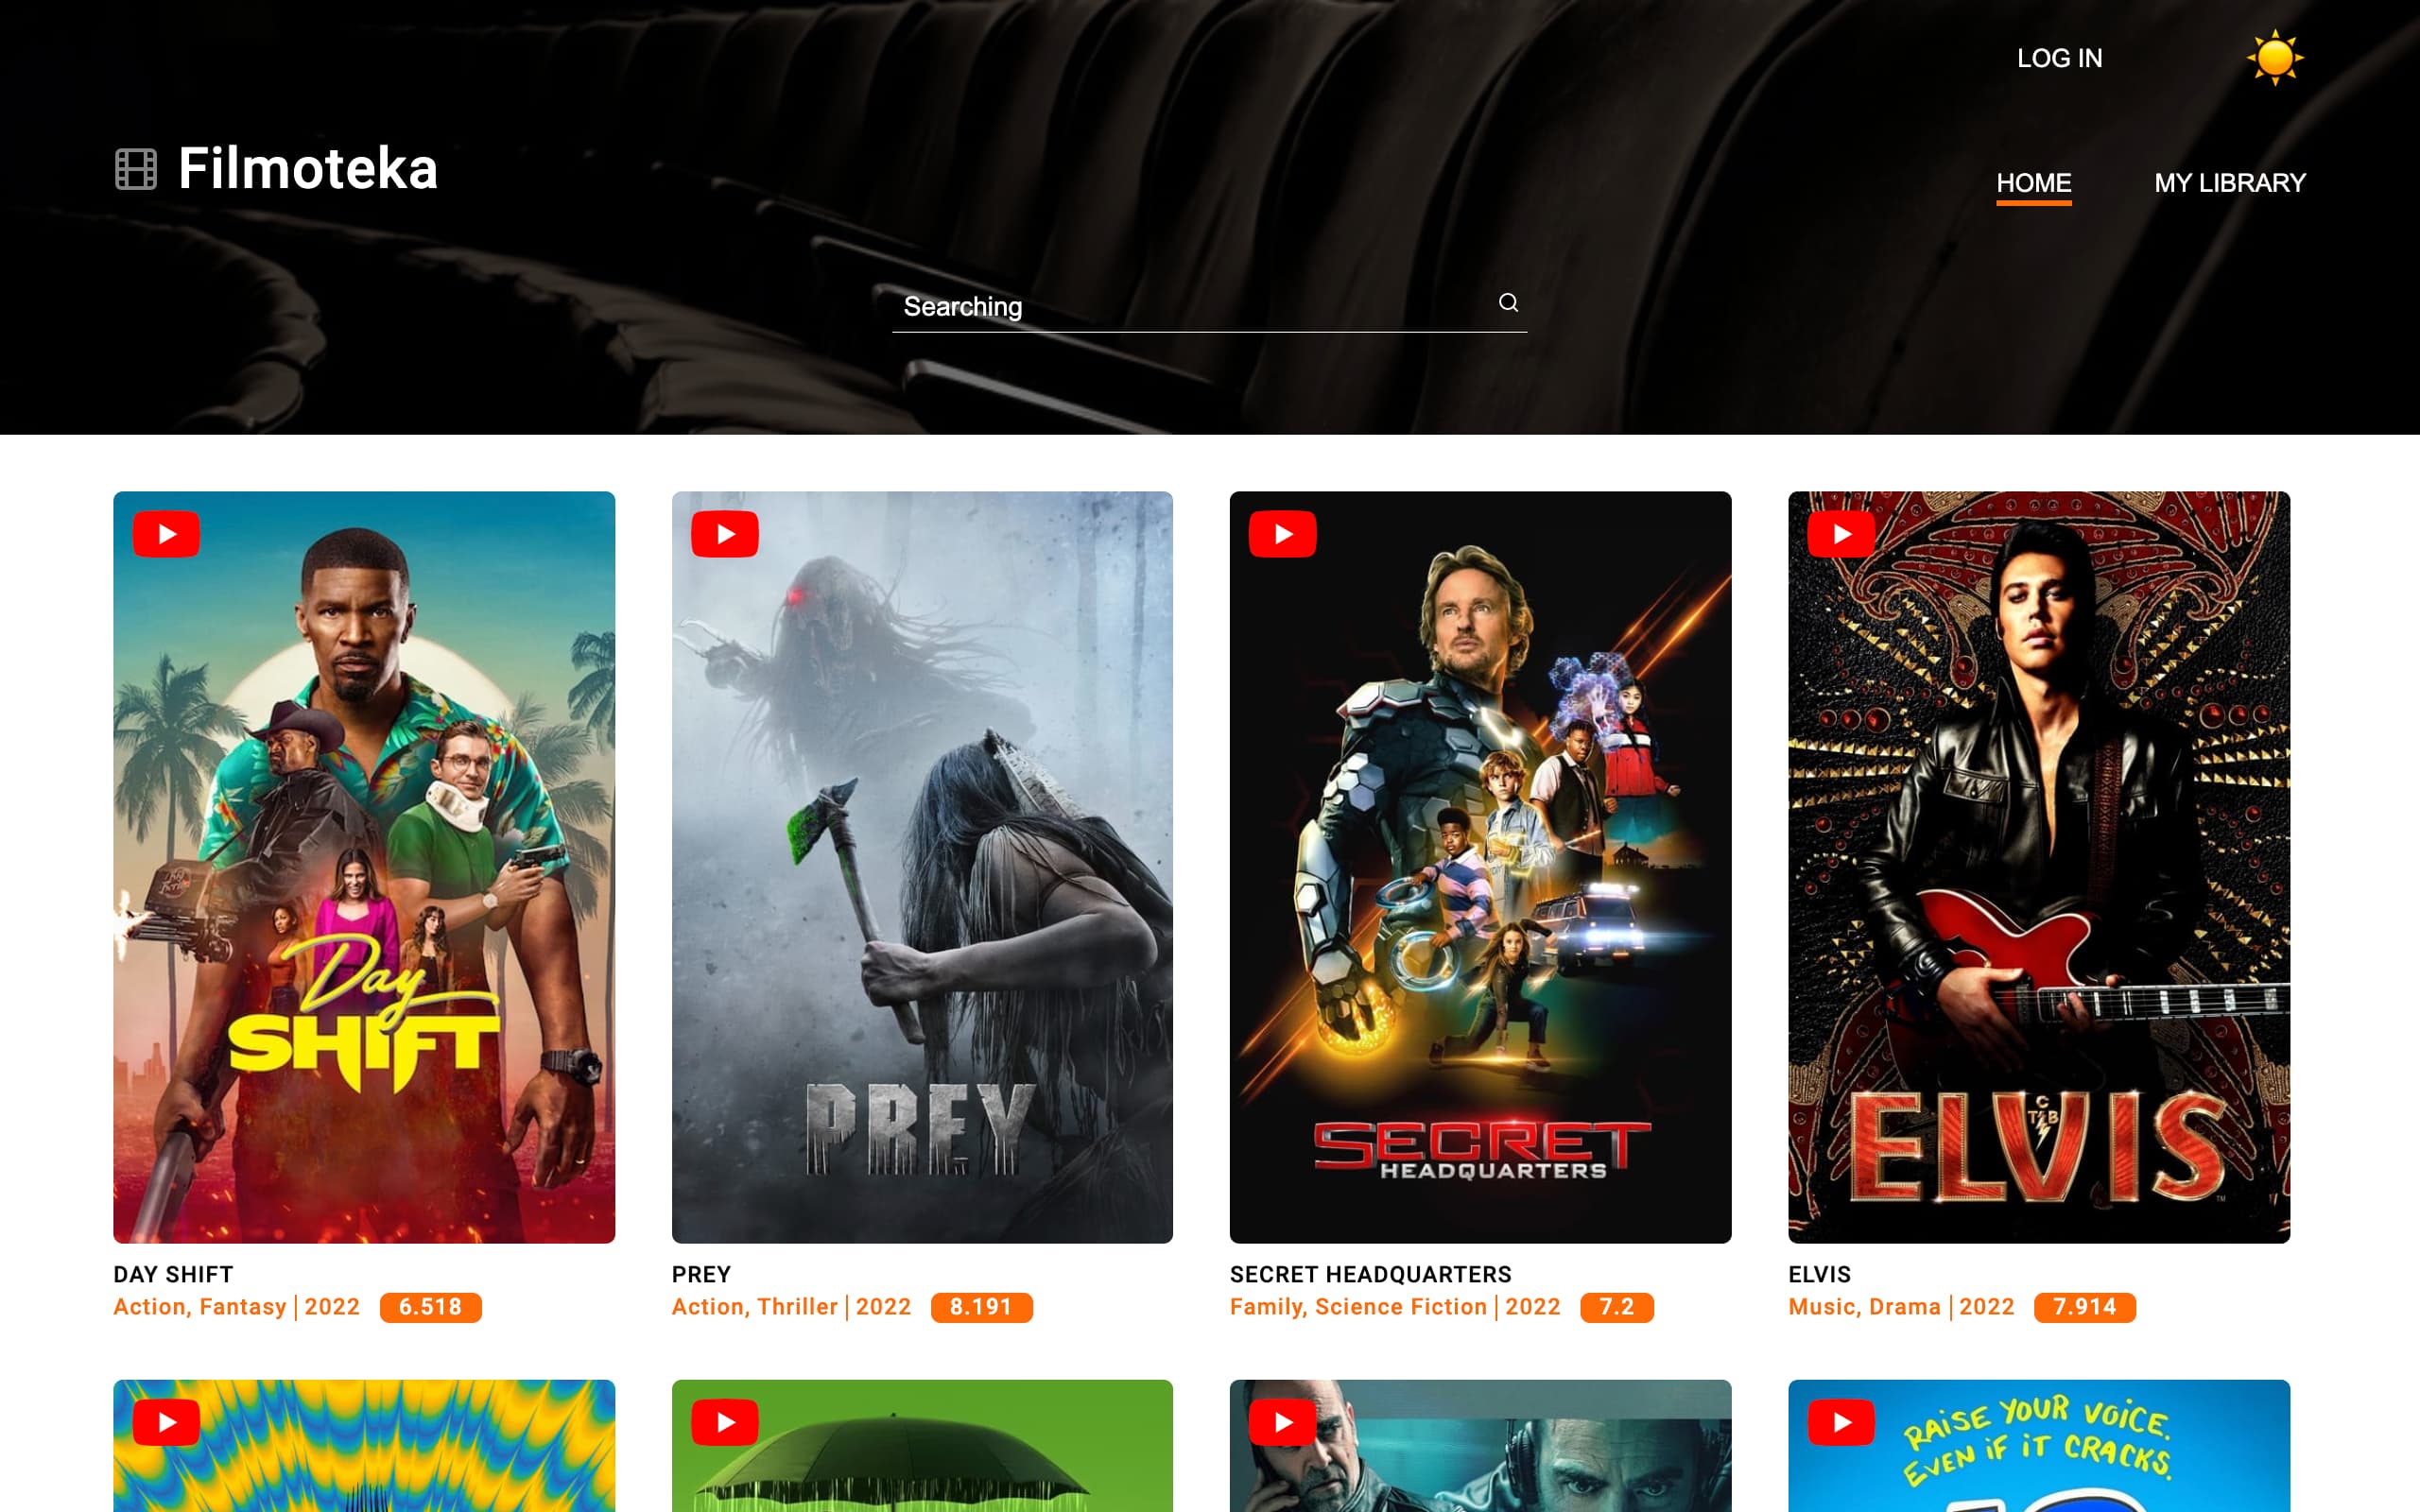 LOG IN
Filmoteka
HOME
MY LIBRARY
Searching
Day
SHIFT
PREY
SECRET
HEADQUARTERS
C
TB
ELVIS
TM
DAY SHIFT
Action, Fantasy | 2022 6.518
PREY
Action, Thriller | 2022 8.191
SECRET HEADQUARTERS
Family, Science Fiction | 2022 7.2
ELVIS
Music, Drama | 2022 7.914
RAISE YOUR VOICE.
EVEN IF IT CRACKS.